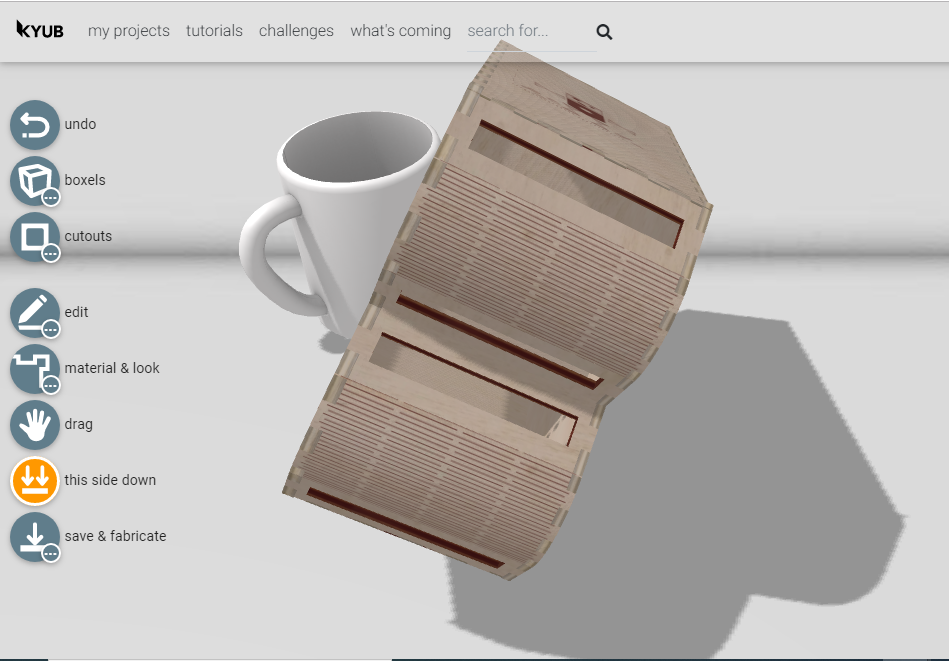 KYUB my projects tutorials challenges what's coming search for...
undo
boxels
cutouts
edit
material & look
drag
this side down
save & fabricate